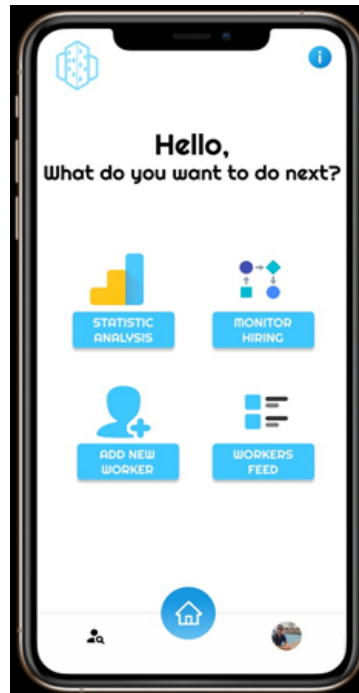 Hello,
What do you want to do next?
STATISTIC
ANALYSIS
MONITOR
HIRING
ADD NEW
WORKER
WORKERS
FEED